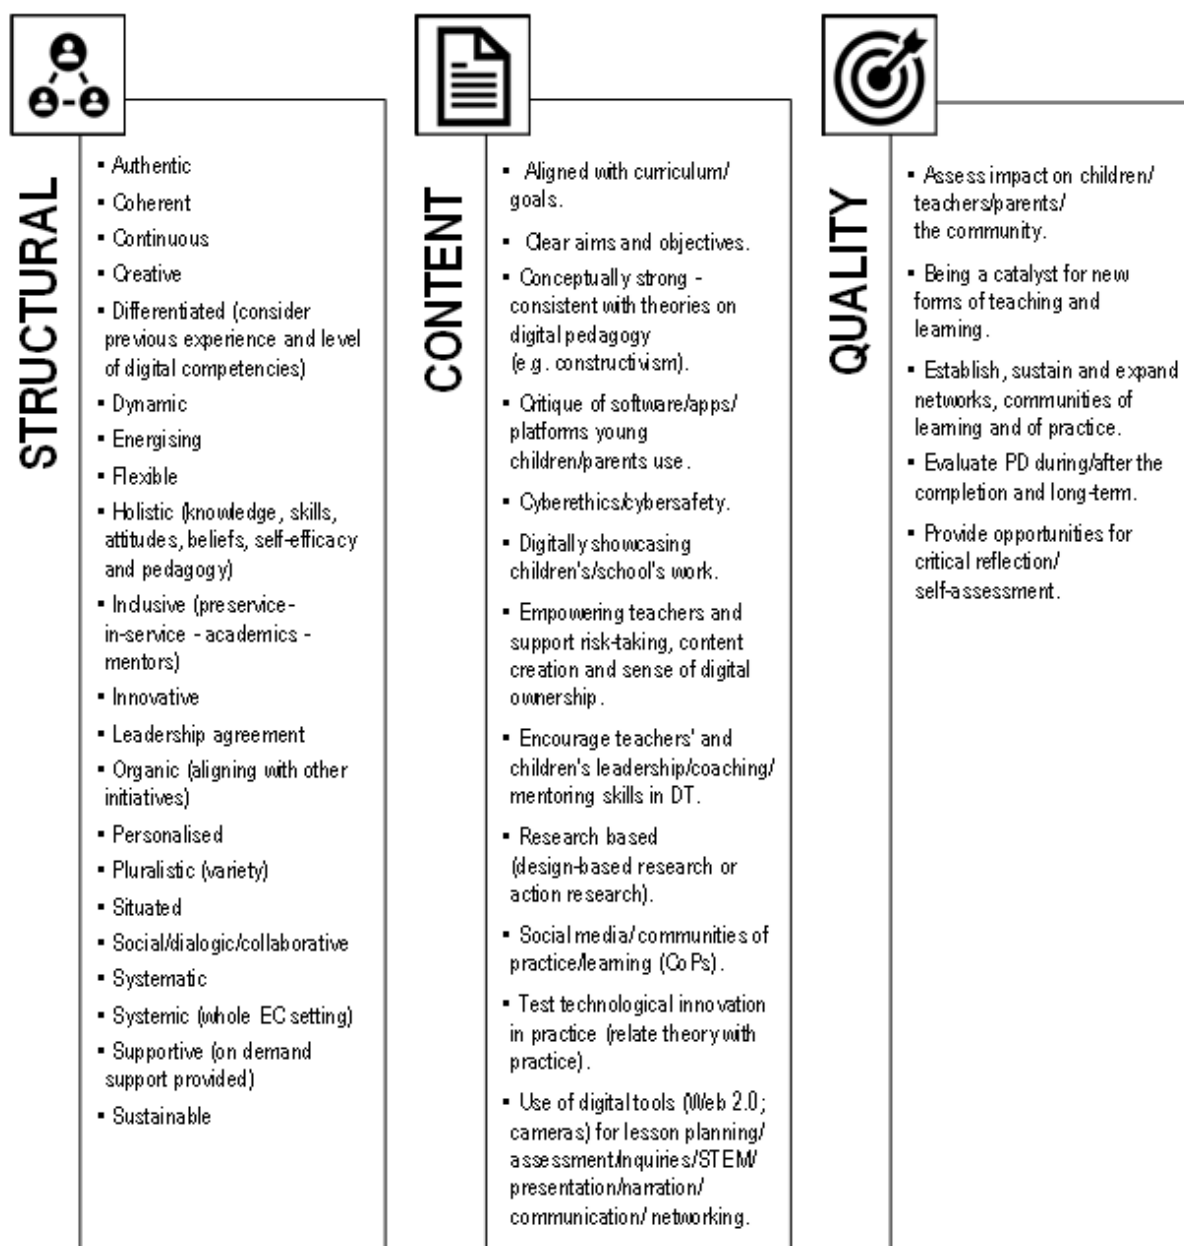 STRUCTURAL
▪ Authentic
▪ Coherent
▪ Continuous
▪ Creative
▪ Differentiated (consider
previous experience and level
of digital competencies)
▪ Dynamic
▪ Energising
▪ Flexible
▪ Holistic (knowledge, skills,
attitudes, beliefs, self-efficacy
and pedagogy)
▪ Inclusive (preservice-
in-service - academics -
mentors)
▪ Innovative
▪ Leadership agreement
▪ Organic (aligning with other
initiatives)
▪ Personalised
▪ Pluralistic (variety)
▪ Situated
▪ Social/dialogic/collaborative
▪ Systematic
▪ Systemic (whole EC setting)
▪ Supportive (on demand
support provided)
▪ Sustainable
CONTENT
▪ Aligned with curriculum/
goals.
▪ Clear aims and objectives.
▪ Conceptually strong -
consistent with theories on
digital pedagogy
(e.g. constructivism).
▪ Critique of software/apps/
platforms young
children/parents use.
▪ Cyberethics/cybersafety.
▪ Digitally showcasing
children's/school's work.
▪ Empowering teachers and
support risk-taking, content
creation and sense of digital
ownership.
▪ Encourage teachers' and
children's leadership/coaching/
mentoring skills in DT.
▪ Research based
(design-based research or
action research).
▪ Social media/ communities of
practice/learning (CoPs).
▪ Test technological innovation
in practice (relate theory with
practice).
▪ Use of digital tools (Web 2.0;
cameras) for lesson planning/
assessment/inquiries/STEM/
presentation/narration/
communication/ networking.
QUALITY
▪ Assess impact on children/
teachers/parents/
the community.
▪ Being a catalyst for new
forms of teaching and
learning.
▪ Establish, sustain and expand
networks, communities of
learning and of practice.
▪ Evaluate PD during/after the
completion and long-term.
▪ Provide opportunities for
critical reflection/
self-assessment.